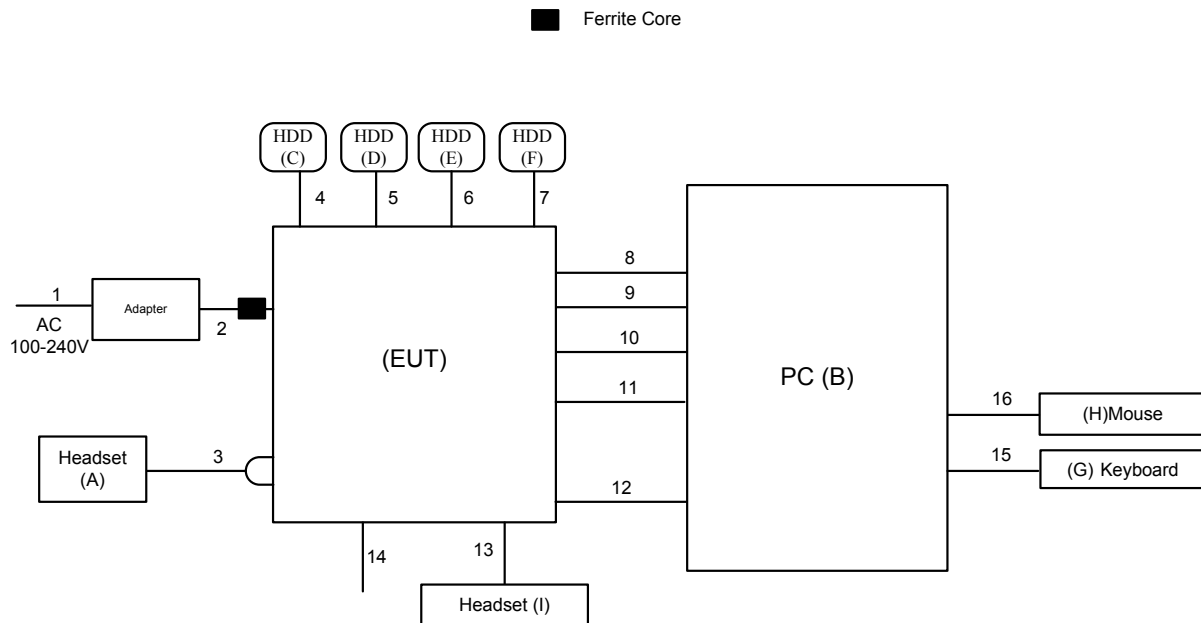 Ferrite Core
HDD
(C)
HDD
(D)
HDD
(E)
HDD
(F)
4
5
6
7
8
1
Adapter
9
AC
2
100-240V
10
(EUT)
PC (B)
11
16
(H)Mouse
Headset
(A)
3
15
(G) Keyboard
12
14
13
Headset (I)